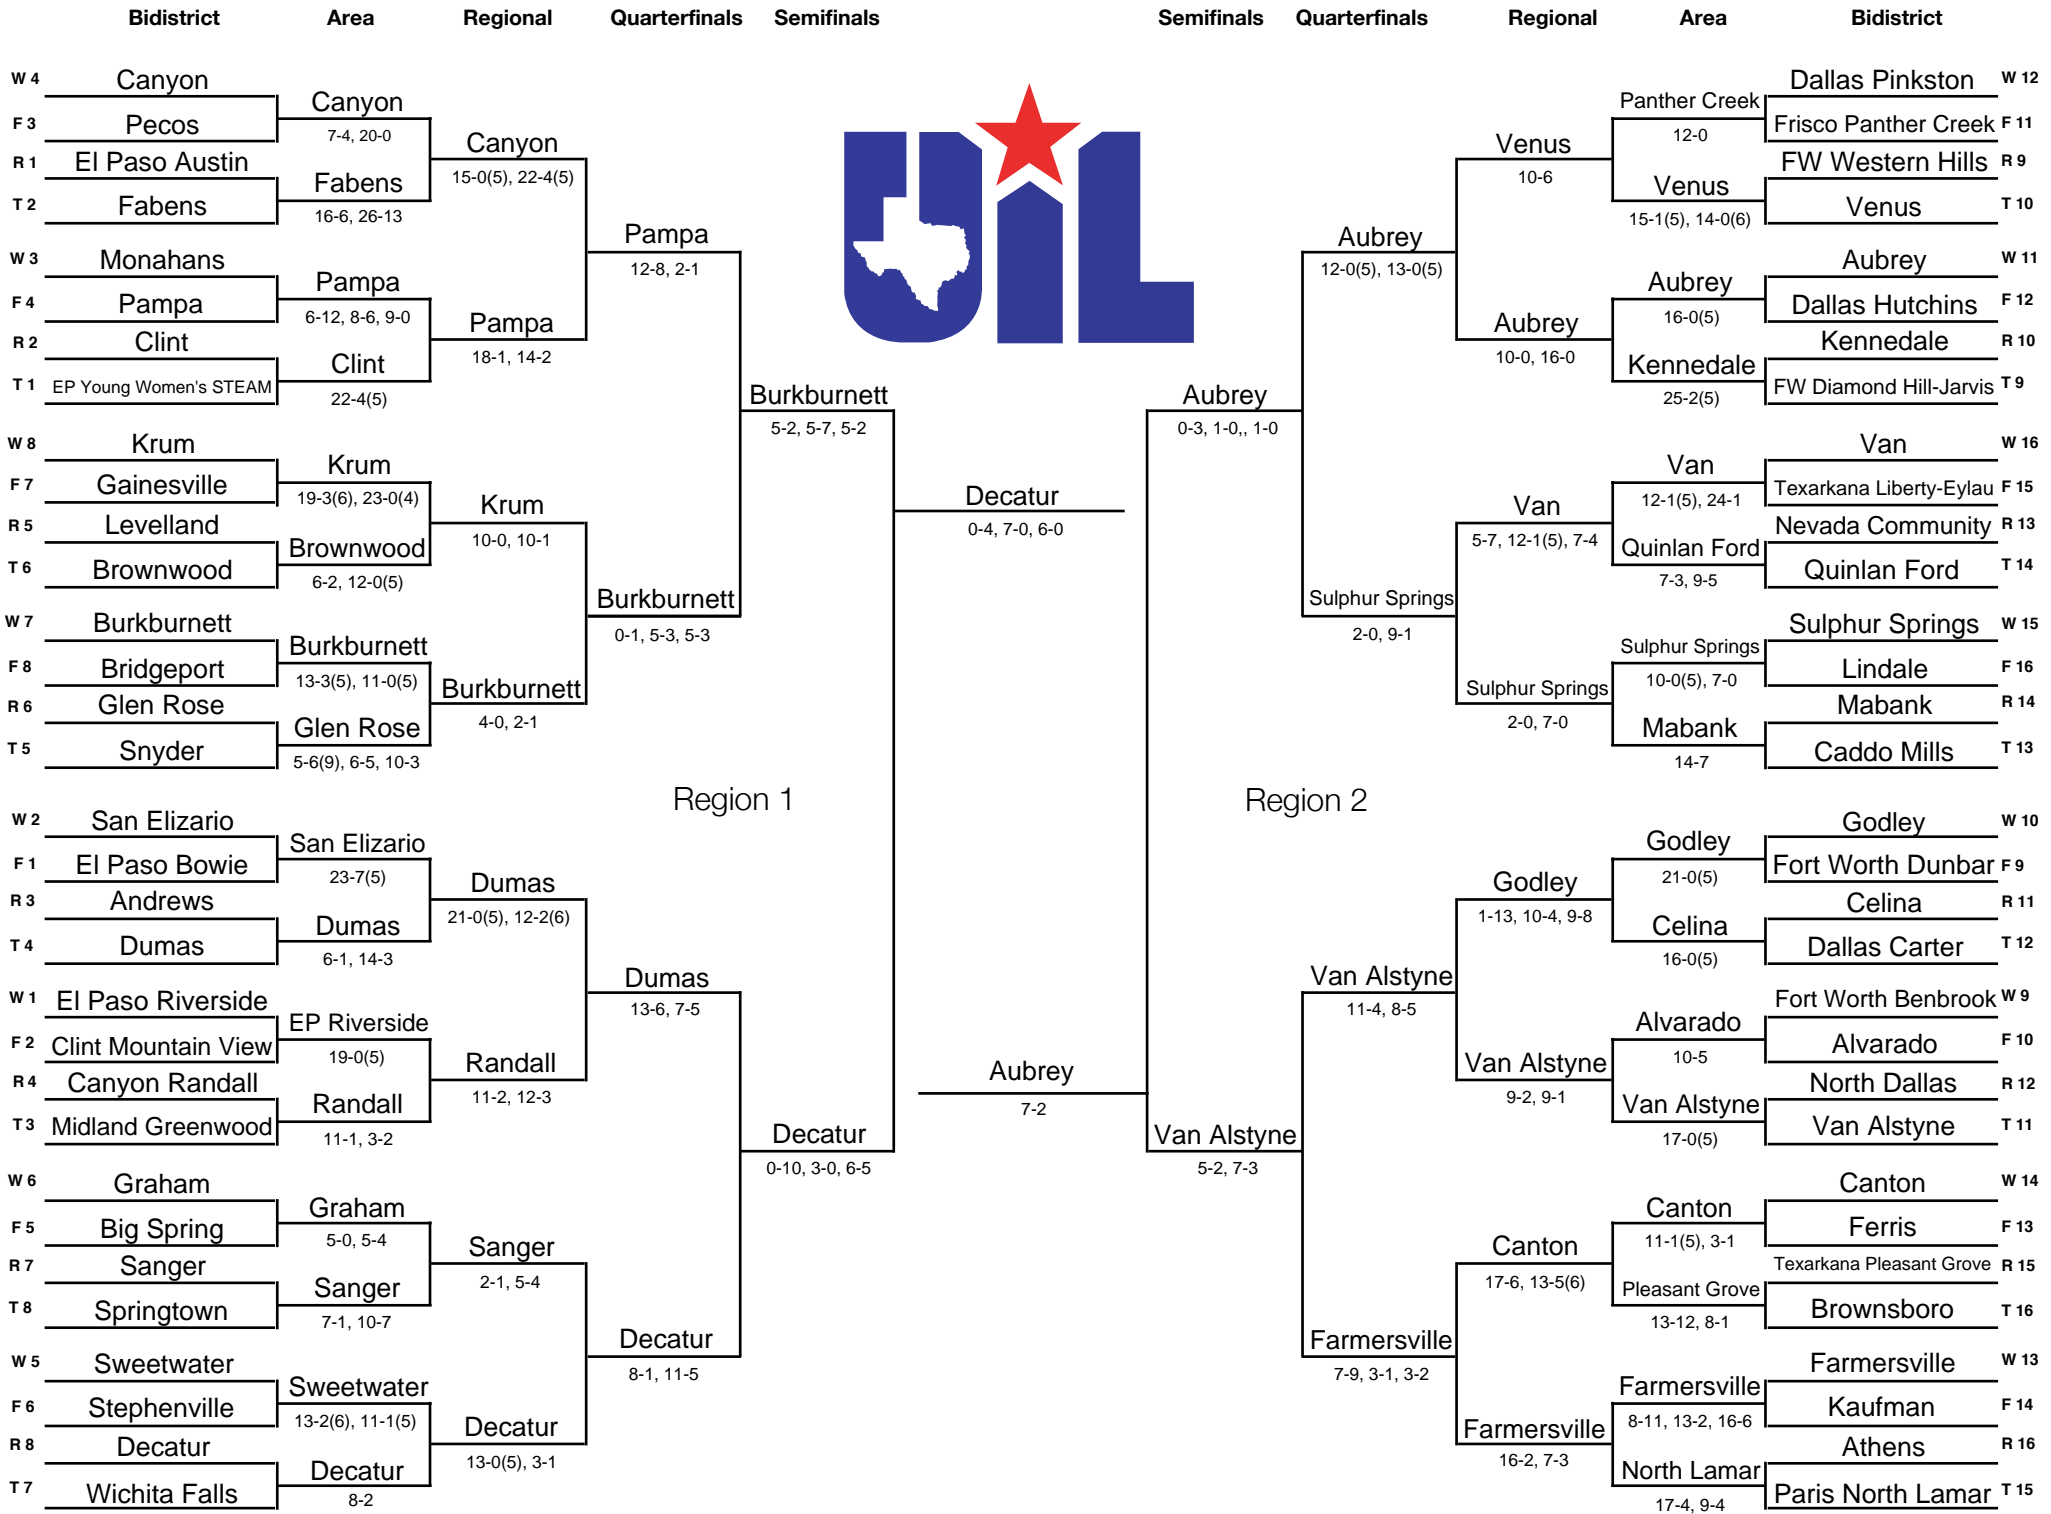 Bidistrict Area Regional Quarterfinals Semifinals Semifinals Quarterfinals Regional Area Bidistrict
W 4 Canyon
F 3 Pecos
R 1 El Paso Austin
T 2 Fabens
W 3 Monahans
F 4 Pampa
R 2 Clint
T 1 EP Young Women's STEAM
W 8 Krum
F 7 Gainesville
R 5 Levelland
T 6 Brownwood
W 7 Burkburnett
F 8 Bridgeport
R 6 Glen Rose
T 5 Snyder
W 2 San Elizario
F 1 El Paso Bowie
R 3 Andrews
T 4 Dumas
W 1 El Paso Riverside
F 2 Clint Mountain View
R 4 Canyon Randall
T 3 Midland Greenwood
W 6 Graham
F 5 Big Spring
R 7 Sanger
T 8 Springtown
W 5 Sweetwater
F 6 Stephenville
R 8 Decatur
T 7 Wichita Falls
Canyon
7-4, 20-0
Fabens
16-6, 26-13
Pampa
6-12, 8-6, 9-0
Clint
22-4(5)
Krum
19-3(6), 23-0(4)
Brownwood
6-2, 12-0(5)
Burkburnett
13-3(5), 11-0(5)
Glen Rose
5-6(9), 6-5, 10-3
San Elizario
23-7(5)
Dumas
6-1, 14-3
EP Riverside
19-0(5)
Randall
11-1, 3-2
Graham
5-0, 5-4
Sanger
7-1, 10-7
Sweetwater
13-2(6), 11-1(5)
Decatur
8-2
Canyon
15-0(5), 22-4(5)
Pampa
18-1, 14-2
Krum
10-0, 10-1
Burkburnett
4-0, 2-1
Dumas
21-0(5), 12-2(6)
Randall
11-2, 12-3
Sanger
2-1, 5-4
Decatur
13-0(5), 3-1
Pampa
12-8, 2-1
Burkburnett
0-1, 5-3, 5-3
Dumas
13-6, 7-5
Decatur
8-1, 11-5
Burkburnett
5-2, 5-7, 5-2
Region 1
Decatur
0-10, 3-0, 6-5
UIL
Decatur
0-4, 7-0, 6-0
Aubrey
7-2
Aubrey
0-3, 1-0,, 1-0
Region 2
Van Alstyne
5-2, 7-3
Aubrey
12-0(5), 13-0(5)
Sulphur Springs
2-0, 9-1
Van Alstyne
11-4, 8-5
Farmersville
7-9, 3-1, 3-2
Venus
10-6
Aubrey
10-0, 16-0
Van
5-7, 12-1(5), 7-4
Sulphur Springs
2-0, 7-0
Godley
1-13, 10-4, 9-8
Van Alstyne
9-2, 9-1
Canton
17-6, 13-5(6)
Farmersville
16-2, 7-3
Panther Creek
12-0
Venus
15-1(5), 14-0(6)
Aubrey
16-0(5)
Kennedale
25-2(5)
Van
12-1(5), 24-1
Quinlan Ford
7-3, 9-5
Sulphur Springs
10-0(5), 7-0
Mabank
14-7
Godley
21-0(5)
Celina
16-0(5)
Alvarado
10-5
Van Alstyne
17-0(5)
Canton
11-1(5), 3-1
Pleasant Grove
13-12, 8-1
Farmersville
8-11, 13-2, 16-6
North Lamar
17-4, 9-4
Dallas Pinkston W 12
Frisco Panther Creek F 11
FW Western Hills R 9
Venus T 10
Aubrey W 11
Dallas Hutchins F 12
Kennedale R 10
FW Diamond Hill-Jarvis T 9
Van W 16
Texarkana Liberty-Eylau F 15
Nevada Community R 13
Quinlan Ford T 14
Sulphur Springs W 15
Lindale F 16
Mabank R 14
Caddo Mills T 13
Godley W 10
Fort Worth Dunbar F 9
Celina R 11
Dallas Carter T 12
Fort Worth Benbrook W 9
Alvarado F 10
North Dallas R 12
Van Alstyne T 11
Canton W 14
Ferris F 13
Texarkana Pleasant Grove R 15
Brownsboro T 16
Farmersville W 13
Kaufman F 14
Athens R 16
Paris North Lamar T 15